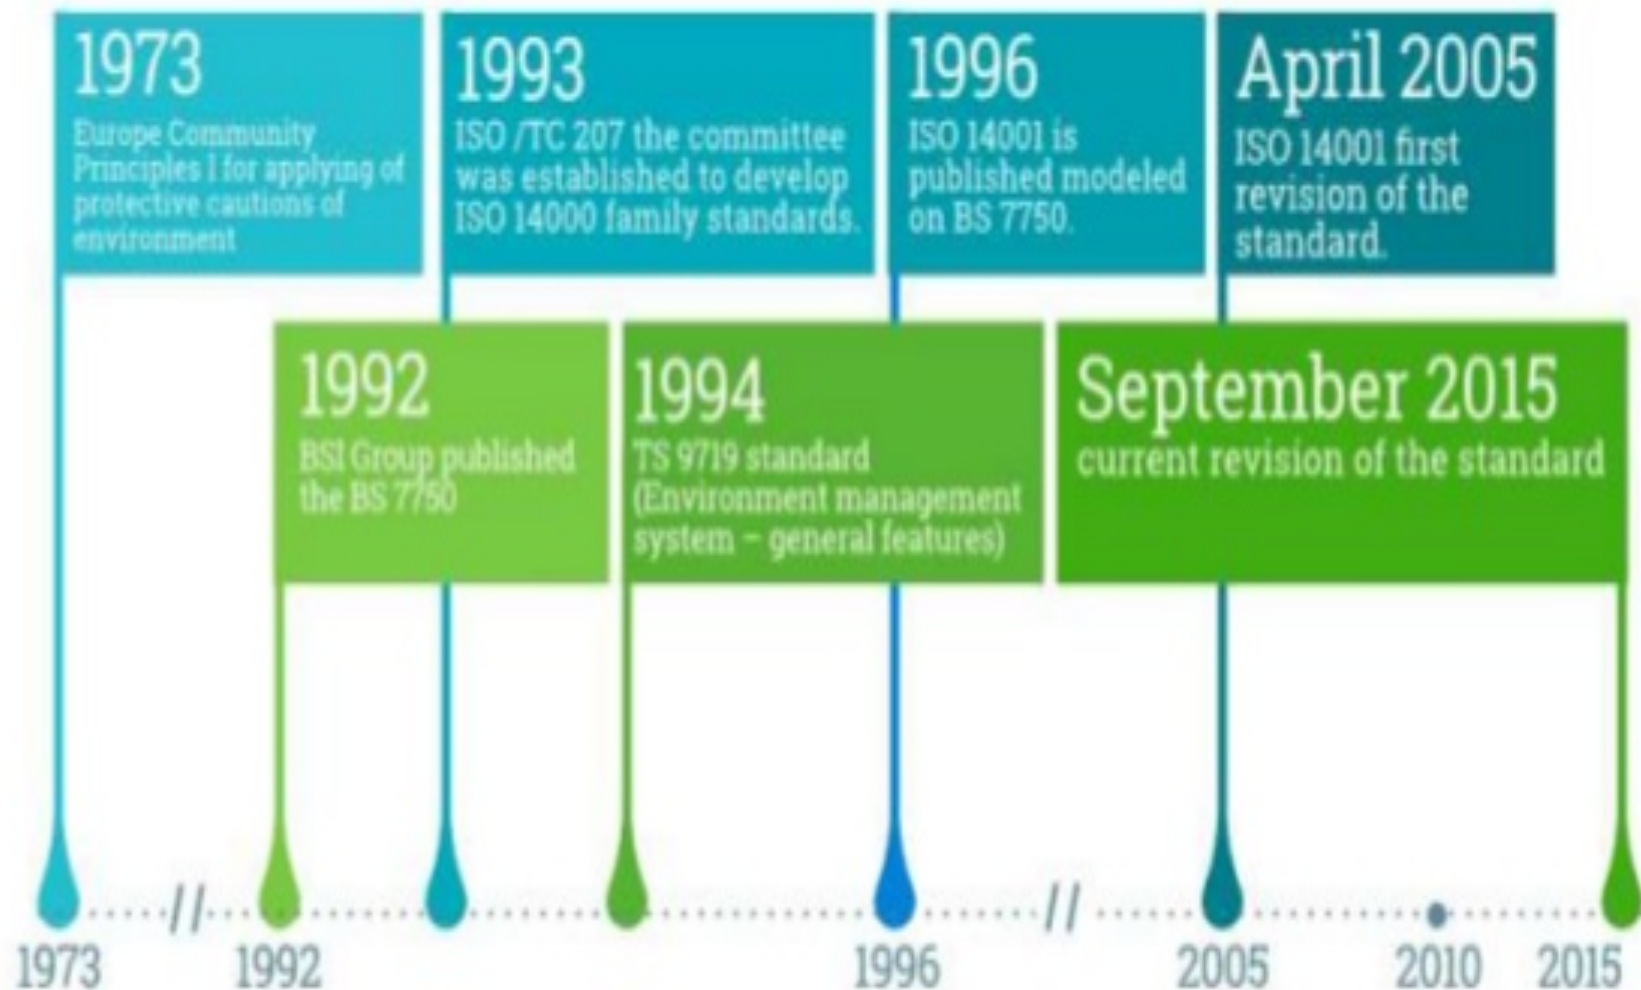 1973
Europe Community
Principles I for applying of
protective cautions of
environment
1993
ISO /TC 207 the committee
was established to develop
ISO 14000 family standards.
1996
ISO 14001 is
published modeled
on BS 7750.
April 2005
ISO 14001 first
revision of the
standard.
1992
BSI Group published
the BS 7750
1994
TS 9719 standard
(Environment management
system – general features)
September 2015
current revision of the standard
1973 // 1992 1996 // 2005 2010 2015